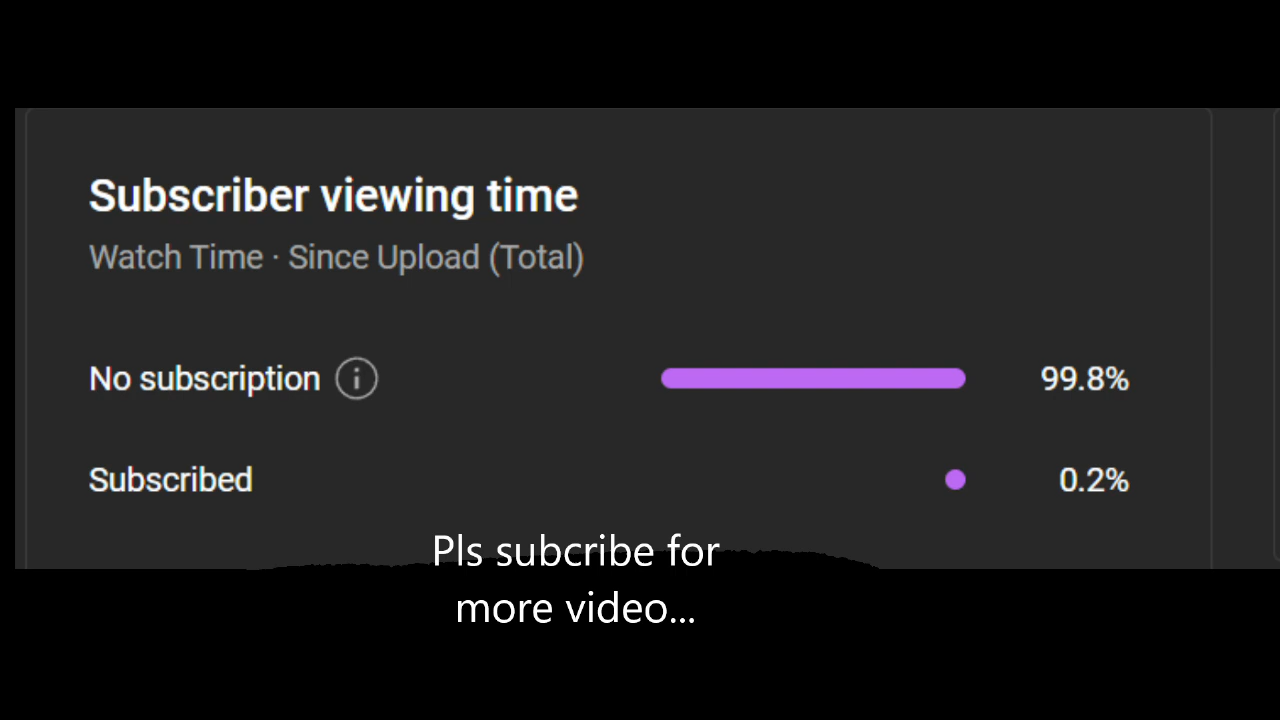 Subscriber viewing time
Watch Time · Since Upload (Total)
No subscription 99.8%
Subscribed 0.2%
Pls subcribe for
more video...